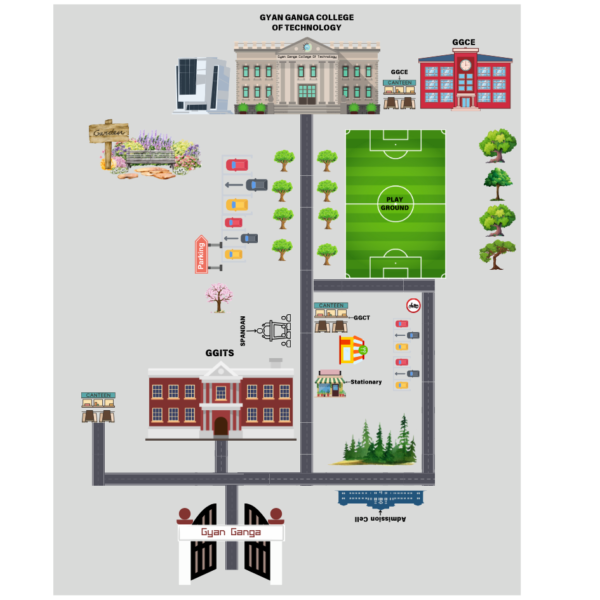 GYAN GANGA COLLEGE
OF TECHNOLOGY
GGCE
Gyan Ganga College Of Technology
GGCE
CANTEEN
Garden
PLAY
GROUND
Parking
CANTEEN
GGCT
SPANDAN
GGITS
Stationary
CANTEEN
Admission Cell
Gyan Ganga